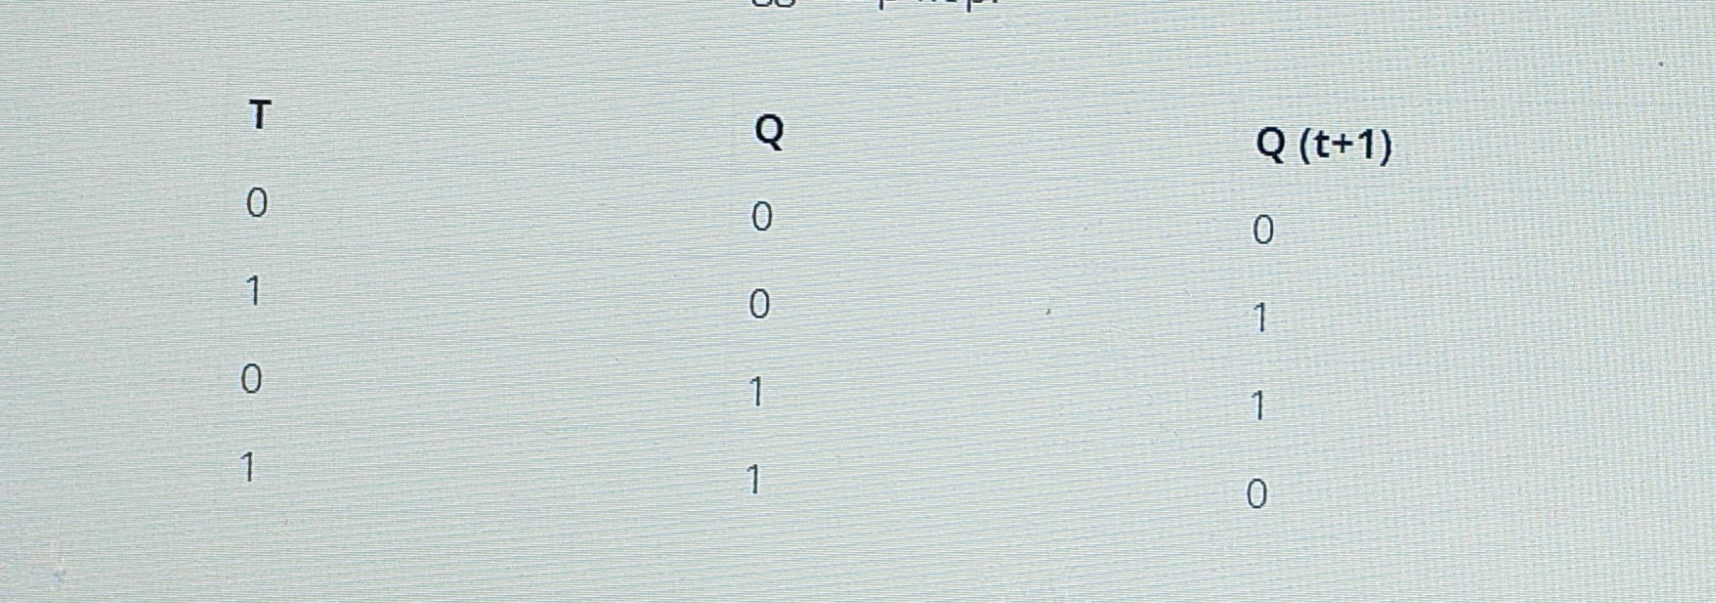 T Q Q (t+1)
0 0 0
1 0 1
0 1 1
1 1 0